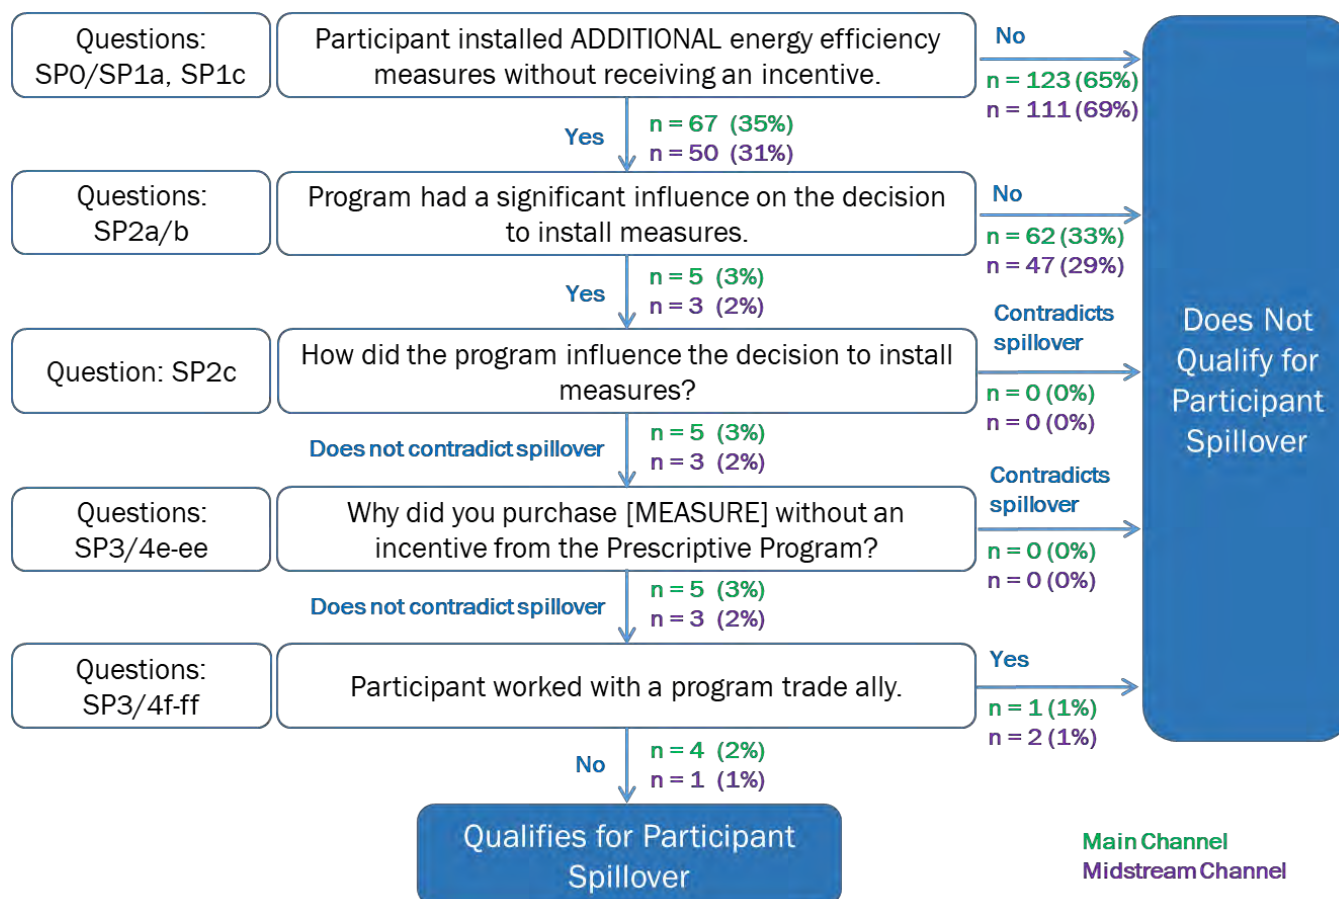 Questions:
SP0/SP1a, SP1c
Participant installed ADDITIONAL energy efficiency
measures without receiving an incentive.
No
n = 123 (65%)
n = 111 (69%)
Yes
n = 67 (35%)
n = 50 (31%)
Questions:
SP2a/b
Program had a significant influence on the decision
to install measures.
No
n = 62 (33%)
n = 47 (29%)
Yes
n = 5 (3%)
n = 3 (2%)
Question: SP2c
How did the program influence the decision to install
measures?
Contradicts
spillover
n = 0 (0%)
n = 0 (0%)
Does not contradict spillover
n = 5 (3%)
n = 3 (2%)
Questions:
SP3/4e-ee
Why did you purchase [MEASURE] without an
incentive from the Prescriptive Program?
Contradicts
spillover
n = 0 (0%)
n = 0 (0%)
Does not contradict spillover
n = 5 (3%)
n = 3 (2%)
Questions:
SP3/4f-ff
Participant worked with a program trade ally.
Yes
n = 1 (1%)
n = 2 (1%)
No
n = 4 (2%)
n = 1 (1%)
Does Not
Qualify for
Participant
Spillover
Qualifies for Participant
Spillover
Main Channel
Midstream Channel